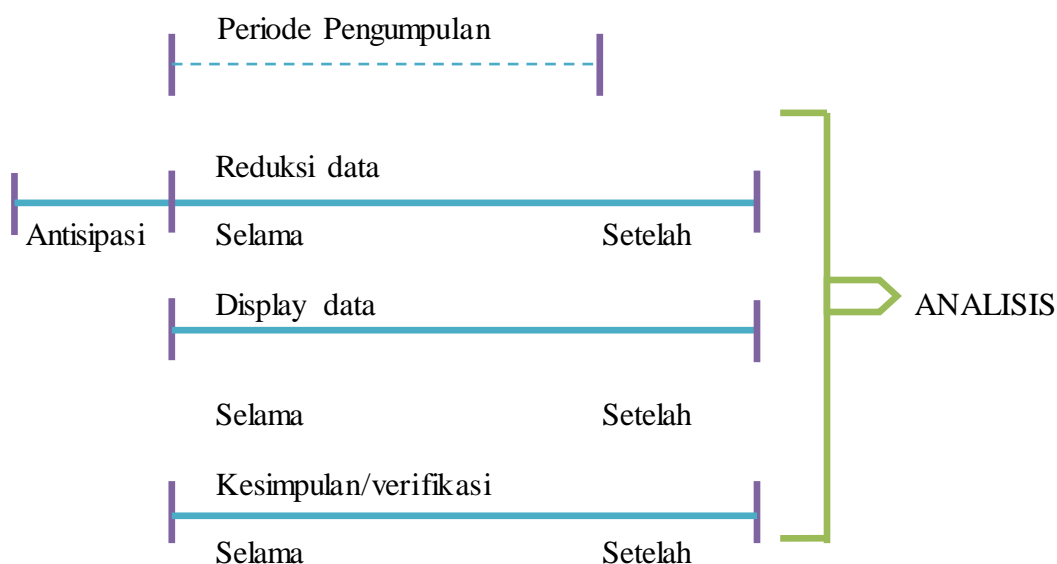 Periode Pengumpulan
Reduksi data
Antisipasi Selama Setelah
Display data
ANALISIS
Selama Setelah
Kesimpulan/verifikasi
Selama Setelah